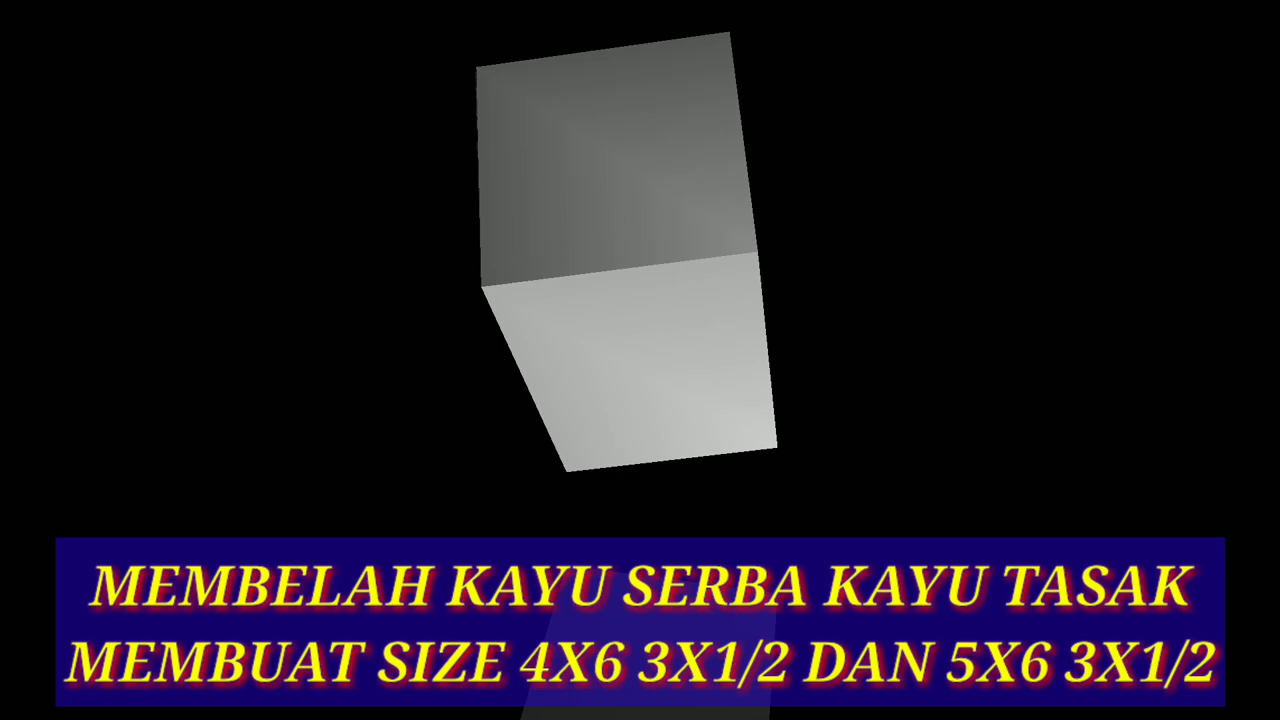 MEMBELAH KAYU SERBA KAYU TASAK
MEMBUAT SIZE 4X6 3X1/2 DAN 5X6 3X1/2